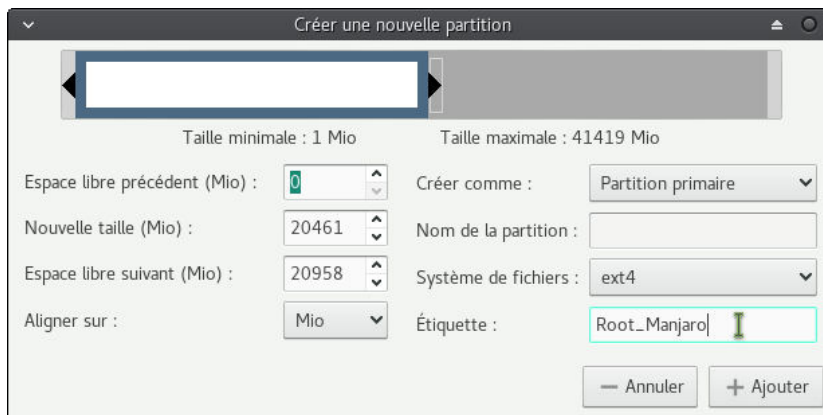 Créer une nouvelle partition
Taille minimale : 1 Mio
Taille maximale : 41419 Mio
Espace libre précédent (Mio) :
0
Créer comme :
Partition primaire
Nouvelle taille (Mio) :
20461
Nom de la partition :
Espace libre suivant (Mio) :
20958
Système de fichiers :
ext4
Aligner sur :
Mio
Étiquette :
Root_Manjaro
Annuler
Ajouter